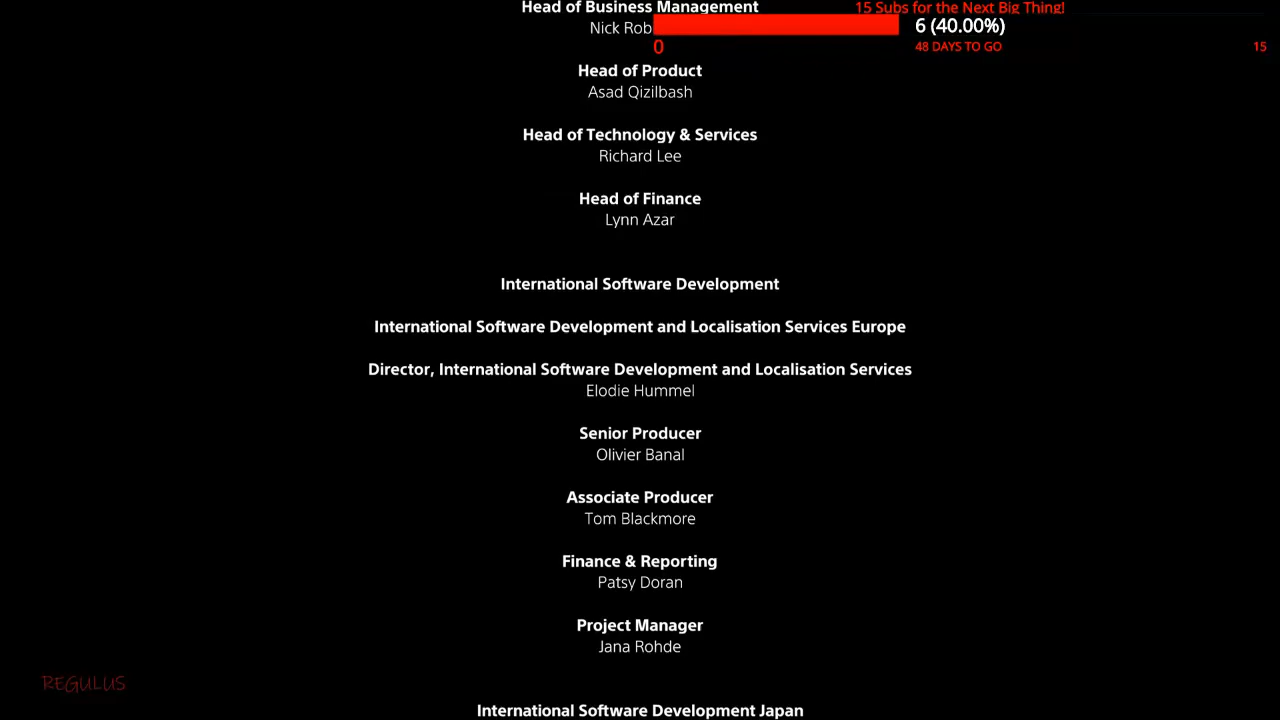 Head of Business Management
15 Subs for the Next Big Thing!
Nick Rob
6 (40.00%)
0
48 DAYS TO GO
15
Head of Product
Asad Qizilbash
Head of Technology & Services
Richard Lee
Head of Finance
Lynn Azar
International Software Development
International Software Development and Localisation Services Europe
Director, International Software Development and Localisation Services
Elodie Hummel
Senior Producer
Olivier Banal
Associate Producer
Tom Blackmore
Finance & Reporting
Patsy Doran
Project Manager
Jana Rohde
REGULUS
International Software Development Japan